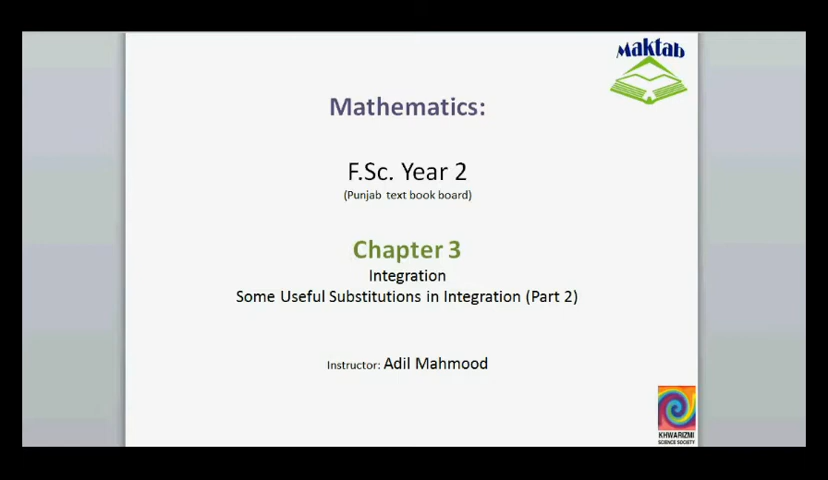 Maktab
Mathematics:
F.Sc. Year 2
(Punjab text book board)
Chapter 3
Integration
Some Useful Substitutions in Integration (Part 2)
Instructor: Adil Mahmood
KHWARIZMI
SCIENCE SOCIETY